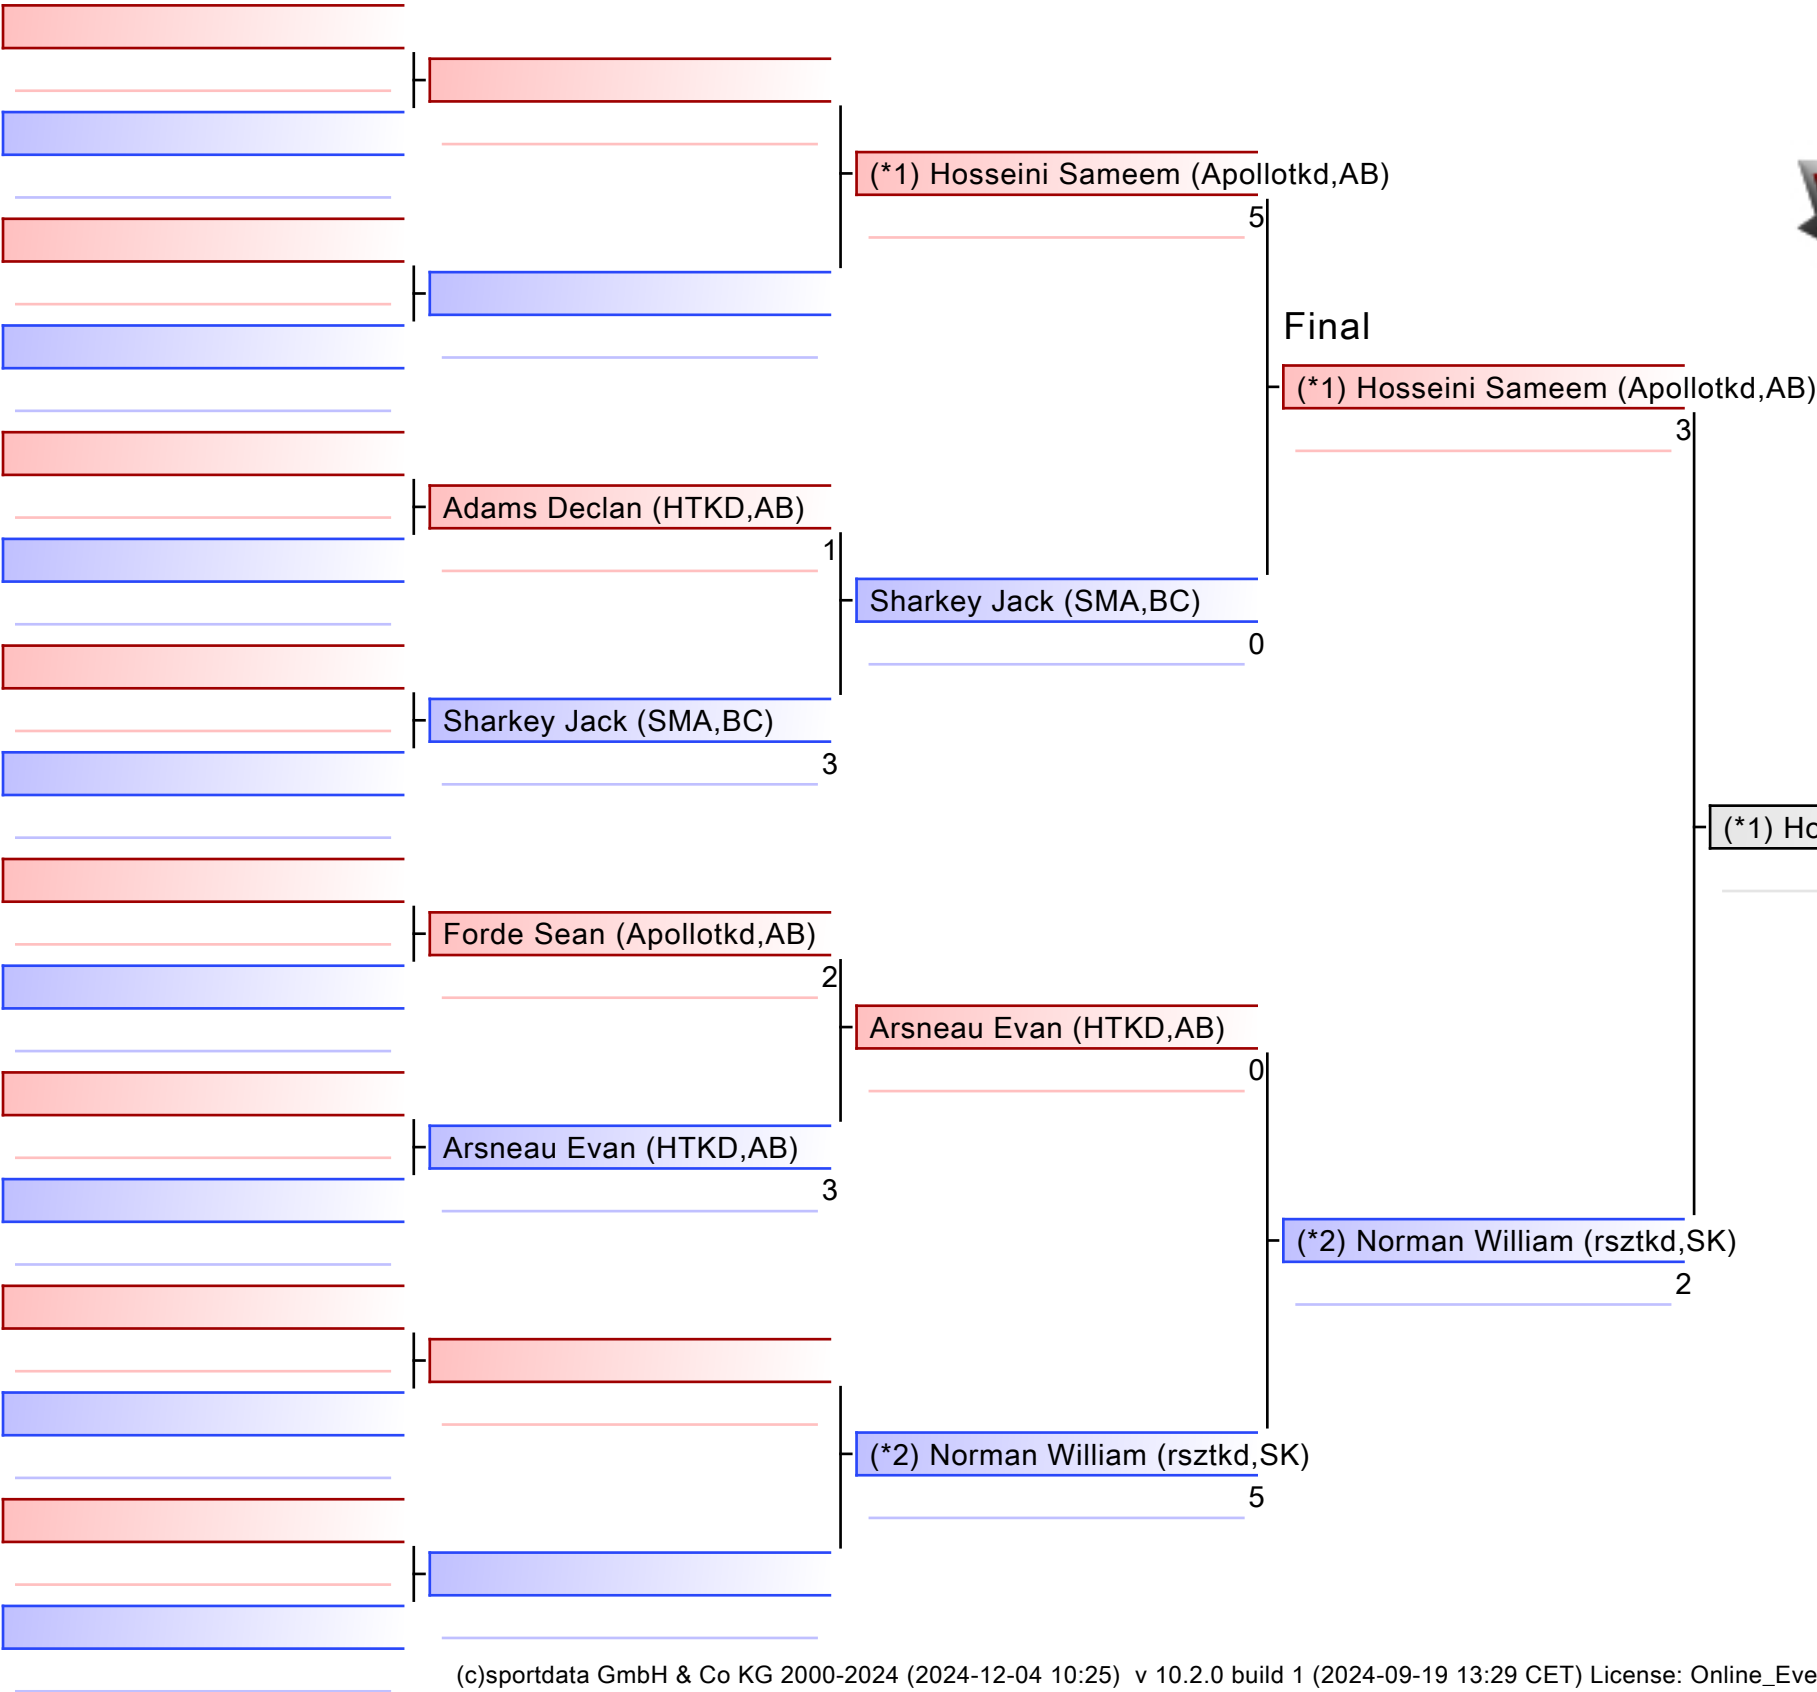 (*1) Hosseini Sameem (Apollotkd,AB)
5
Final
(*1) Hosseini Sameem (Apollotkd,AB)
3
Adams Declan (HTKD,AB)
1
Sharkey Jack (SMA,BC)
0
Sharkey Jack (SMA,BC)
3
(*1) Ho
Forde Sean (Apollotkd,AB)
2
Arsneau Evan (HTKD,AB)
0
Arsneau Evan (HTKD,AB)
3
(*2) Norman William (rsztkd,SK)
2
(*2) Norman William (rsztkd,SK)
5
(c)sportdata GmbH & Co KG 2000-2024 (2024-12-04 10:25) v 10.2.0 build 1 (2024-09-19 13:29 CET) License: Online_Eve